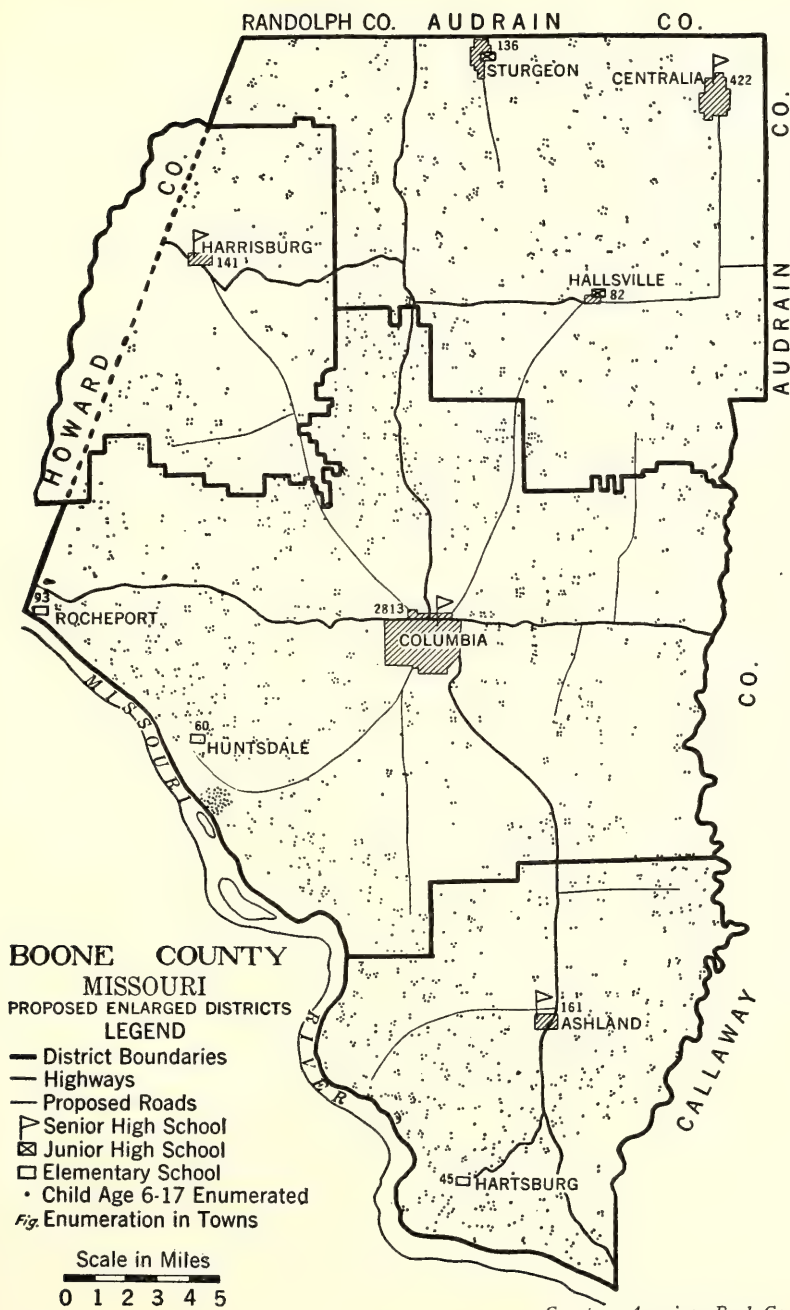 RANDOLPH CO. AUDRAIN CO.
136
STURGEON
CENTRALIA
422
CO.
CO.
HARRISBURG
141
HALLSVILLE
82
AUDRAIN
HOWARD
93
ROCHEPORT
2813
COLUMBIA
CO.
60
HUNTSDALE
MISSOURI
RIVER
161
ASHLAND
CALLAWAY
45
HARTSBURG
BOONE COUNTY
MISSOURI
PROPOSED ENLARGED DISTRICTS
LEGEND
District Boundaries
Highways
Proposed Roads
Senior High School
Junior High School
Elementary School
Child Age 6-17 Enumerated
Fig. Enumeration in Towns
Scale in Miles
0 1 2 3 4 5